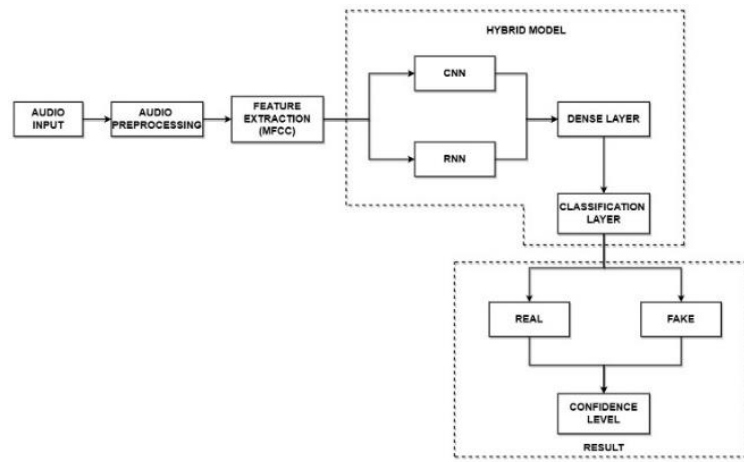 HYBRID MODEL
CNN
AUDIO
INPUT
AUDIO
PREPROCESSING
FEATURE
EXTRACTION
(MFCC)
DENSE LAYER
RNN
CLASSIFICATION
LAYER
REAL
FAKE
CONFIDENCE
LEVEL
RESULT